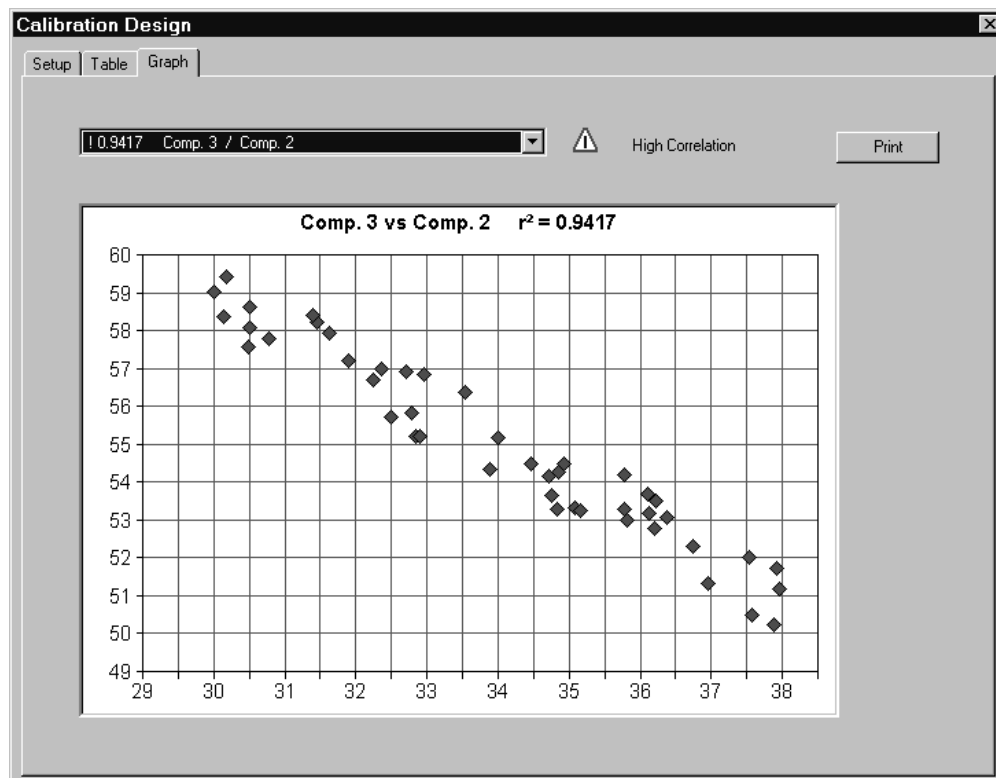 Calibration Design
Setup Table Graph
! 0.9417 Comp. 3 / Comp. 2
High Correlation
Print
Comp. 3 vs Comp. 2 r² = 0.9417
60
59
58
57
56
55
54
53
52
51
50
49
29 30 31 32 33 34 35 36 37 38